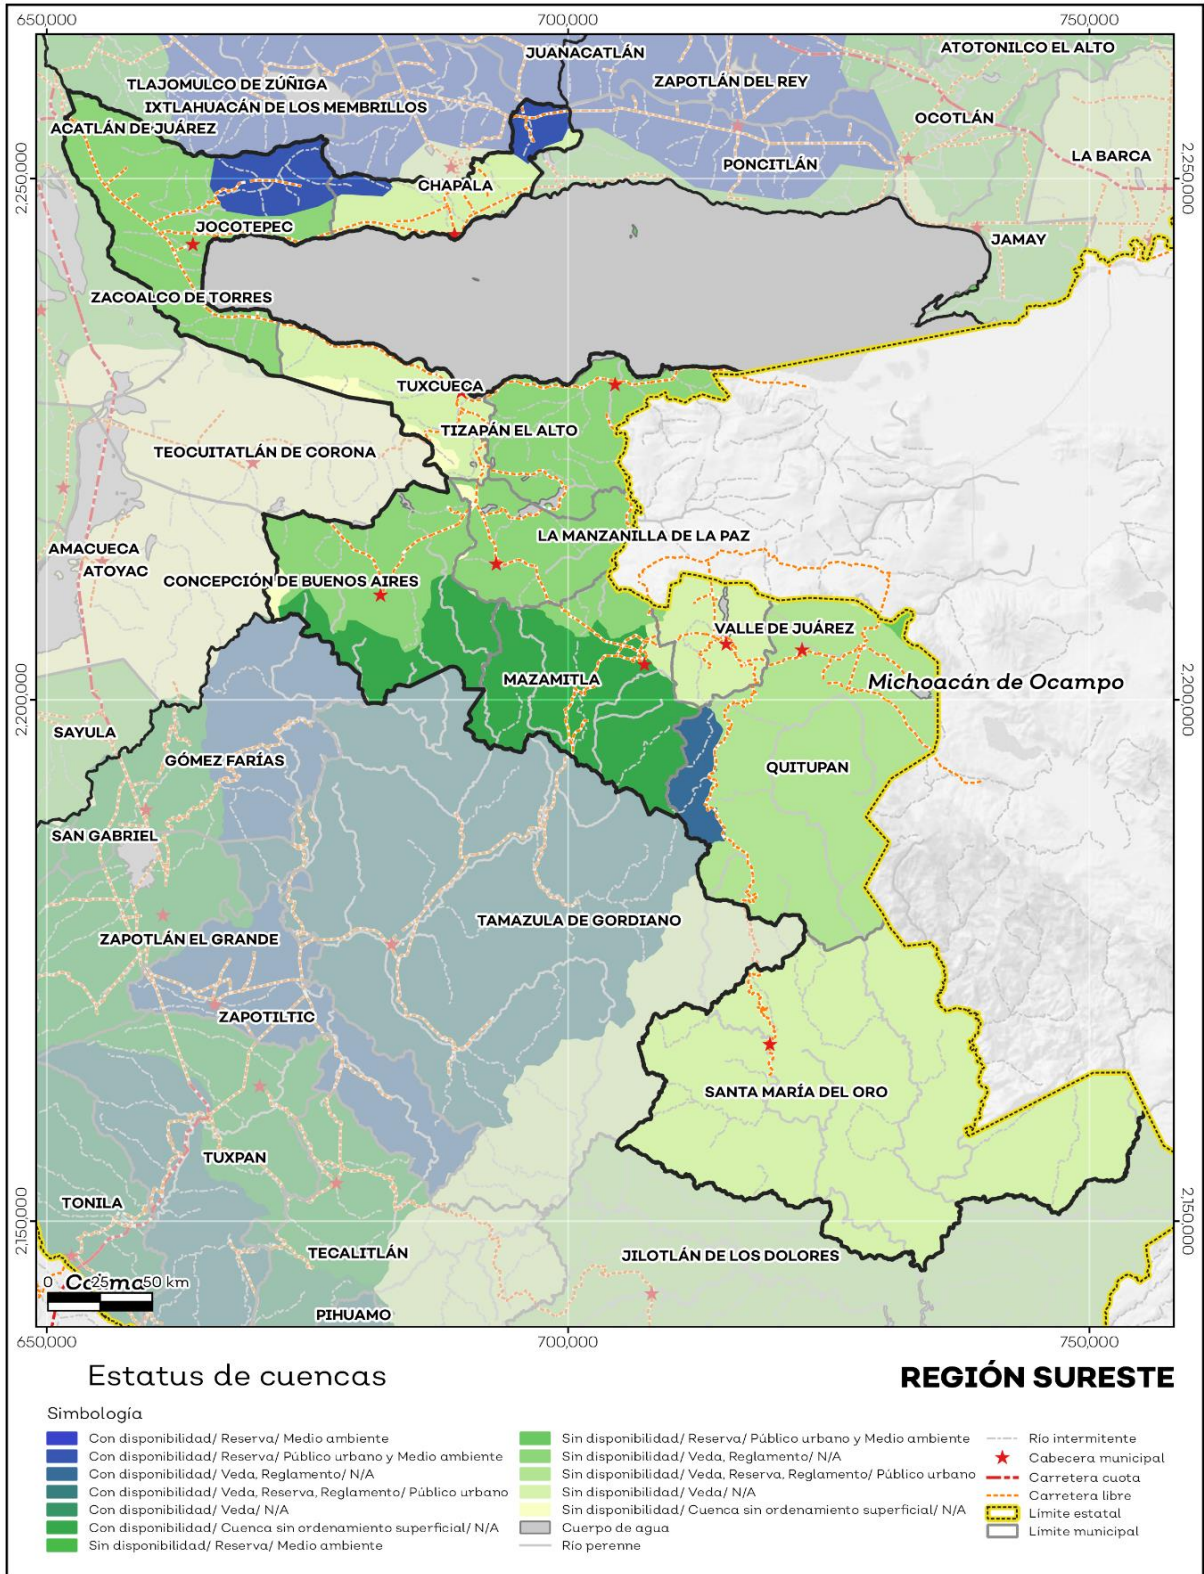 650,000
700,000
750,000
ATOTONILCO EL ALTO
JUANACATLÁN
TLAJOMULCO DE ZÚÑIGA
ZAPOTLÁN DEL REY
IXTLAHUACÁN DE LOS MEMBRILLOS
OCOTLÁN
ACATLÁN DE JUÁREZ
LA BARCA
PONCITLÁN
2,250,000
2,250,000
CHAPALA
JOCOTEPEC
JAMAY
ZACOALCO DE TORRES
TUXCUECA
TIZAPÁN EL ALTO
TEOCUITATLÁN DE CORONA
LA MANZANILLA DE LA PAZ
AMACUECA
ATOYAC
CONCEPCIÓN DE BUENOS AIRES
VALLE DE JUÁREZ
MAZAMITLA
Michoacán de Ocampo
2,200,000
2,200,000
SAYULA
GÓMEZ FARÍAS
QUITUPAN
SAN GABRIEL
TAMAZULA DE GORDIANO
ZAPOTLÁN EL GRANDE
ZAPOTILTIC
SANTA MARÍA DEL ORO
TUXPAN
TONILA
2,150,000
2,150,000
TECALITLÁN
JILOTLÁN DE LOS DOLORES
0 25 50 km
PIHUAMO
650,000
700,000
750,000
Estatus de cuencas
REGIÓN SURESTE
Simbología
Con disponibilidad/ Reserva/ Medio ambiente
Con disponibilidad/ Reserva/ Público urbano y Medio ambiente
Con disponibilidad/ Veda, Reglamento/ N/A
Con disponibilidad/ Veda, Reserva, Reglamento/ Público urbano
Con disponibilidad/ Veda/ N/A
Con disponibilidad/ Cuenca sin ordenamiento superficial/ N/A
Sin disponibilidad/ Reserva/ Medio ambiente
Sin disponibilidad/ Reserva/ Público urbano y Medio ambiente
Sin disponibilidad/ Veda, Reglamento/ N/A
Sin disponibilidad/ Veda, Reserva, Reglamento/ Público urbano
Sin disponibilidad/ Veda/ N/A
Sin disponibilidad/ Cuenca sin ordenamiento superficial/ N/A
Cuerpo de agua
Río perenne
Río intermitente
Cabecera municipal
Carretera cuota
Carretera libre
Límite estatal
Límite municipal